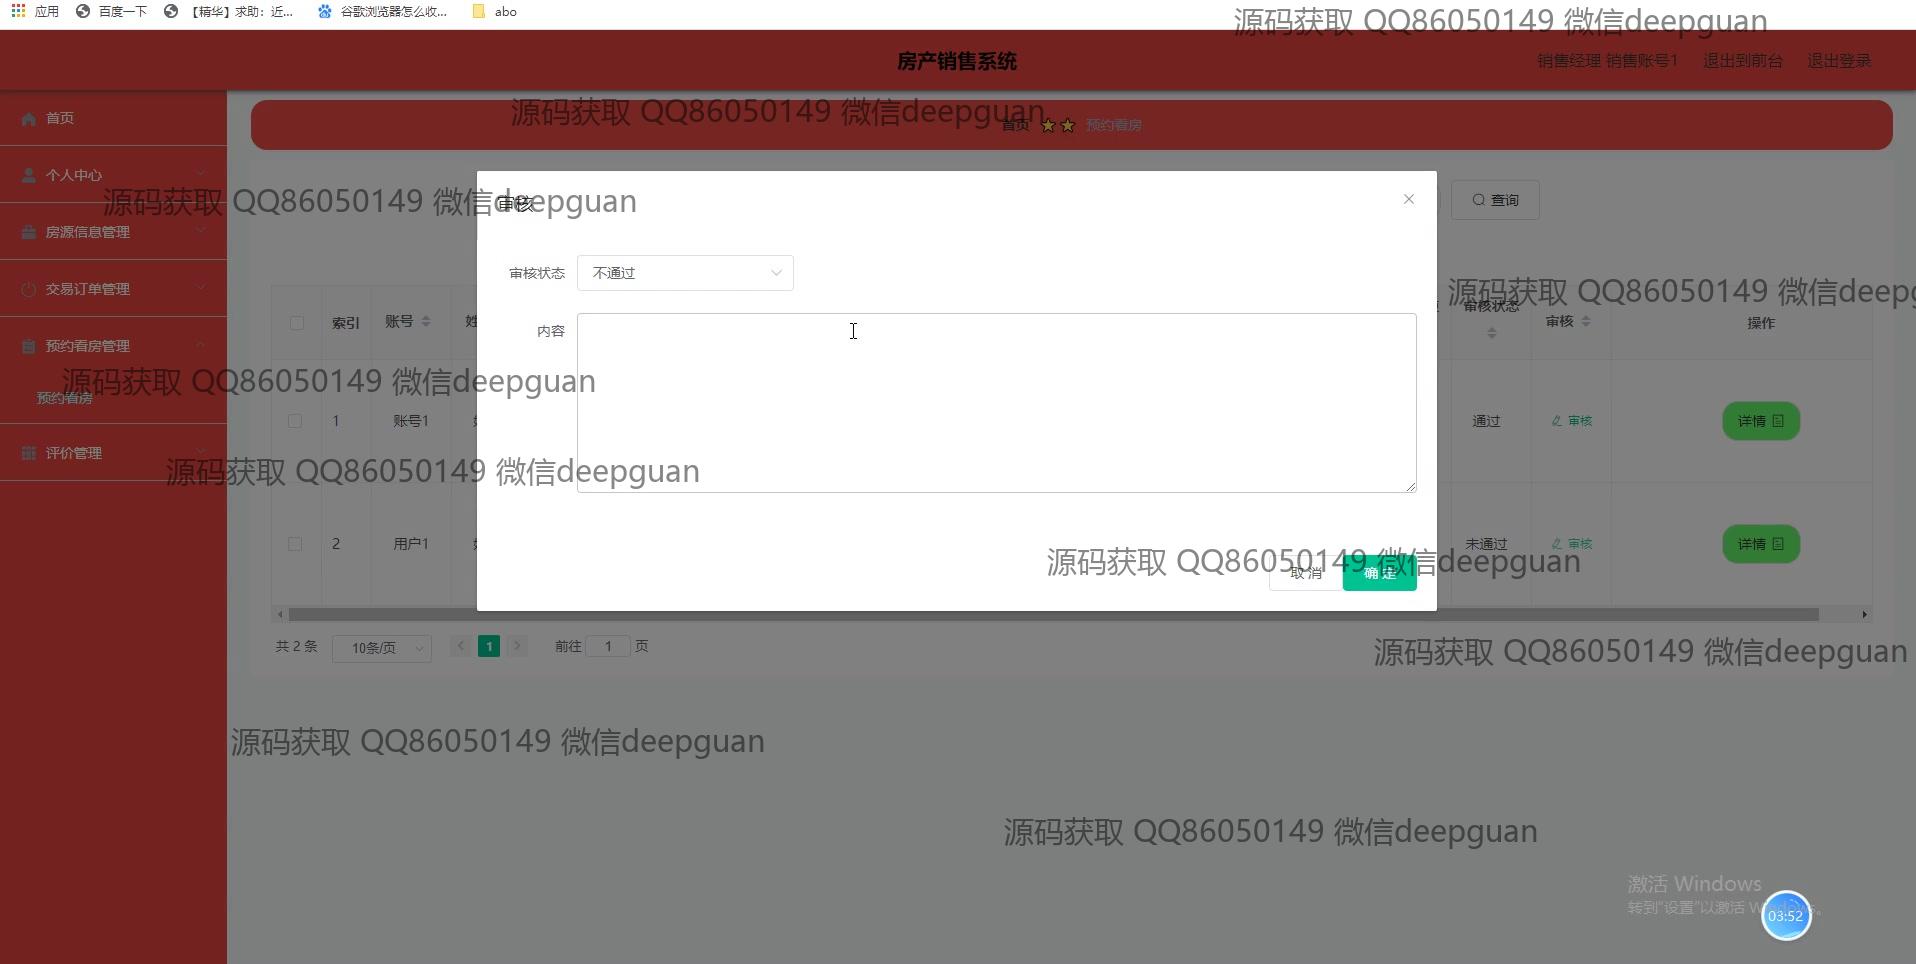 应用 百度一下 【精华】求助：近... 谷歌浏览器怎么收... abo
源码获取 QQ86050149 微信deepguan
房产销售系统
销售经理 销售账号1 退出到前台 退出登录
源码获取 QQ86050149 微信deepguan
首页 预约看房
首页
个人中心
房源信息管理
交易订单管理
预约看房管理
预约看房
评价管理
源码获取 QQ86050149 微信deepguan
审核
查询
审核状态 不通过
内容
源码获取 QQ86050149 微信deep
索引 账号 审核状态 审核 操作
源码获取 QQ86050149 微信deepguan
1 账号1 通过 审核 详情
源码获取 QQ86050149 微信deepguan
2 用户1 未通过 审核 详情
源码获取 QQ86050149 微信deepguan
取消 确定
共 2 条 10条/页 1 前往 1 页
源码获取 QQ86050149 微信deepguan
源码获取 QQ86050149 微信deepguan
源码获取 QQ86050149 微信deepguan
激活 Windows
转到"设置"以激活 Windows。
03:52